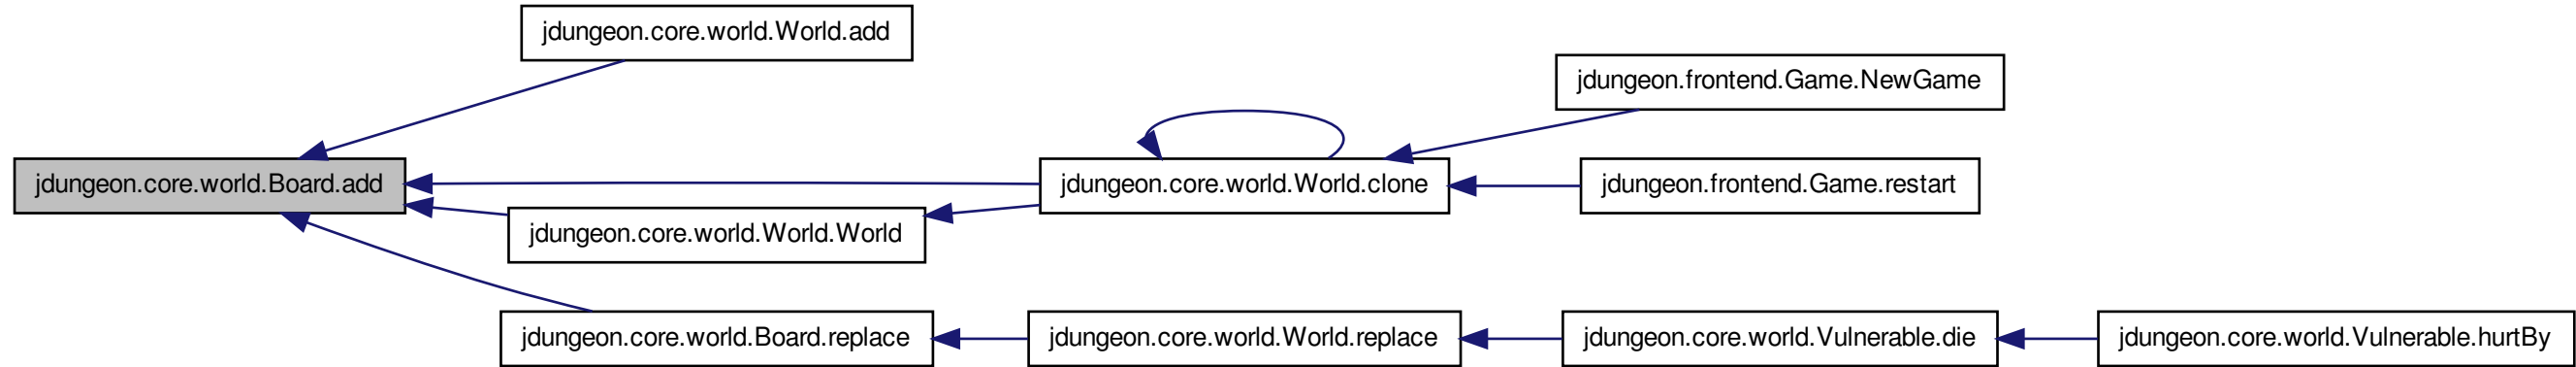 jdungeon.core.world.World.add
jdungeon.frontend.Game.NewGame
jdungeon.core.world.Board.add
jdungeon.core.world.World.clone
jdungeon.frontend.Game.restart
jdungeon.core.world.World.World
jdungeon.core.world.Board.replace
jdungeon.core.world.World.replace
jdungeon.core.world.Vulnerable.die
jdungeon.core.world.Vulnerable.hurtBy